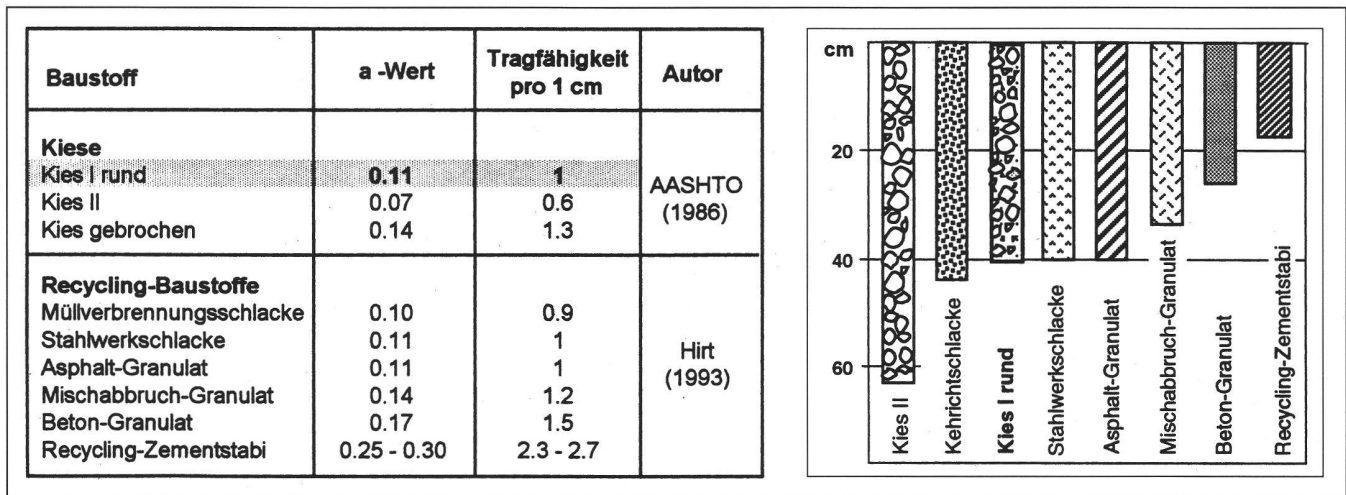 Baustoff a -Wert Tragfähigkeit pro 1 cm Autor
Kiese
Kies I rund 0.11 1
Kies II 0.07 0.6
Kies gebrochen 0.14 1.3
AASHTO
(1986)
Recycling-Baustoffe
Müllverbrennungsschlacke 0.10 0.9
Stahlwerkschlacke 0.11 1
Asphalt-Granulat 0.11 1
Mischabbruch-Granulat 0.14 1.2
Beton-Granulat 0.17 1.5
Recycling-Zementstabi 0.25 - 0.30 2.3 - 2.7
Hirt
(1993)
cm
20
40
60
Kies II
Kehrichtschlacke
Kies I rund
Stahlwerkschlacke
Asphalt-Granulat
Mischabbruch-Granulat
Beton-Granulat
Recycling-Zementstabi